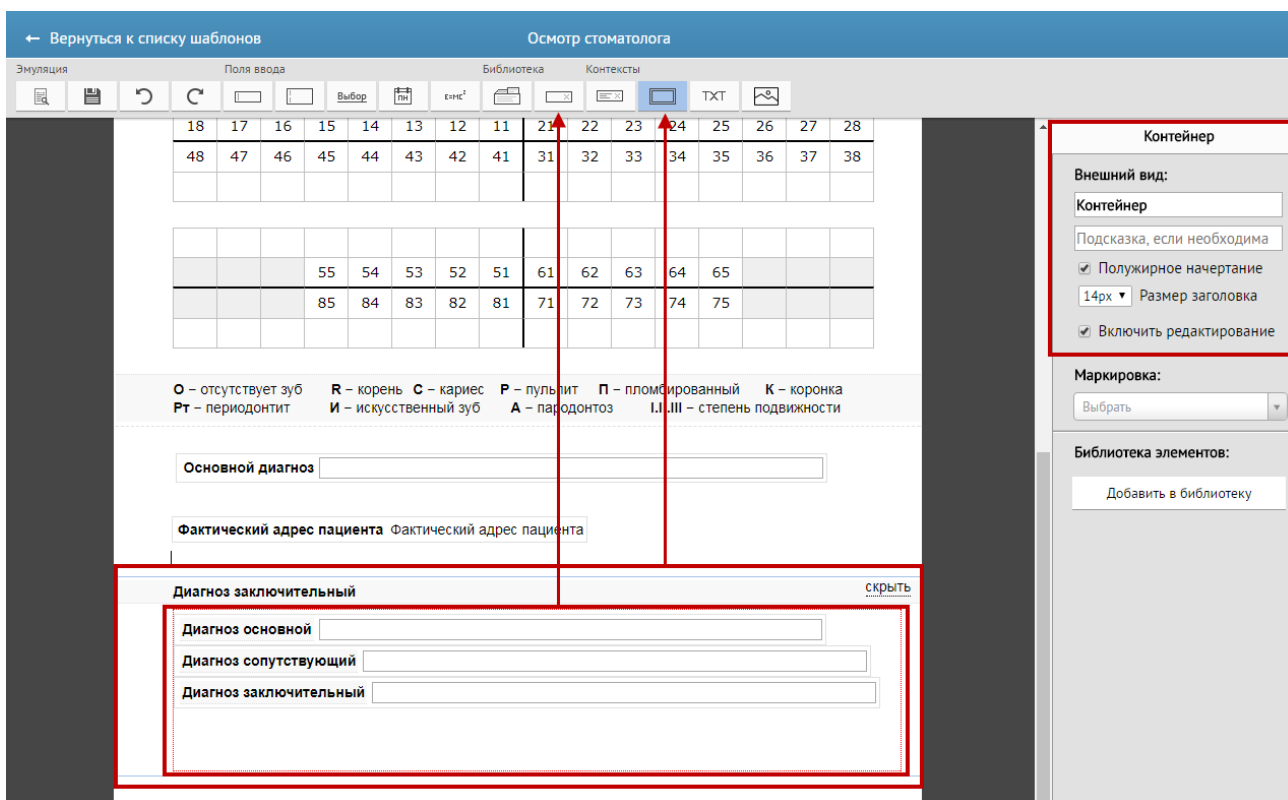 ← Вернуться к списку шаблонов Осмотр стоматолога
Эмуляция Поля ввода Библиотека Контексты
Выбор ПН E=MC² TXT
18 17 16 15 14 13 12 11 21 22 23 24 25 26 27 28
48 47 46 45 44 43 42 41 31 32 33 34 35 36 37 38
55 54 53 52 51 61 62 63 64 65
85 84 83 82 81 71 72 73 74 75
О – отсутствует зуб R – корень С – кариес Р – пульпит П – пломбированный К – коронка
Рт – периодонтит И – искусственный зуб А – пародонтоз I.II.III – степень подвижности
Основной диагноз
Фактический адрес пациента Фактический адрес пациента
Диагноз заключительный скрыть
Диагноз основной
Диагноз сопутствующий
Диагноз заключительный
Контейнер
Внешний вид:
Контейнер
Подсказка, если необходима
Полужирное начертание
14px Размер заголовка
Включить редактирование
Маркировка:
Выбрать
Библиотека элементов:
Добавить в библиотеку